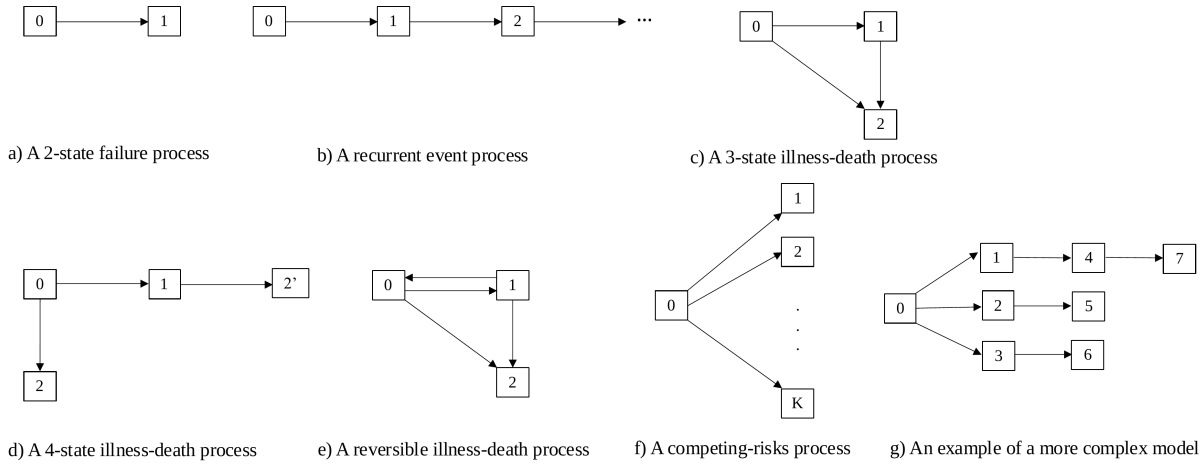 0 1
0 1 2 ...
0 1
2
a) A 2-state failure process
b) A recurrent event process
c) A 3-state illness-death process
0 1 2’
2
0 1
2
0
1
2
.
.
.
K
0
1 4 7
2 5
3 6
d) A 4-state illness-death process
e) A reversible illness-death process
f) A competing-risks process
g) An example of a more complex model